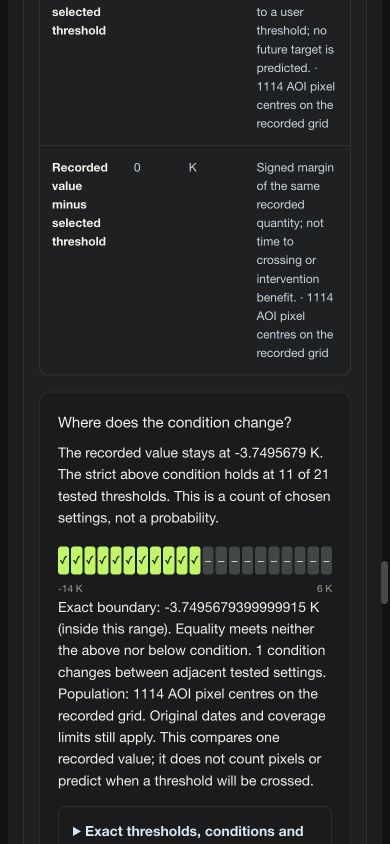 selected
threshold
to a user
threshold; no
future target is
predicted. ·
1114 AOI pixel
centres on the
recorded grid
Recorded
value
minus
selected
threshold
0
K
Signed margin
of the same
recorded
quantity; not
time to
crossing or
intervention
benefit. · 1114
AOI pixel
centres on the
recorded grid
Where does the condition change?
The recorded value stays at -3.7495679 K.
The strict above condition holds at 11 of 21
tested thresholds. This is a count of chosen
settings, not a probability.
✓ ✓ ✓ ✓ ✓ ✓ ✓ ✓ ✓ ✓ ✓ – – – – – – – – – –
-14 K
6 K
Exact boundary: -3.7495679399999915 K
(inside this range). Equality meets neither
the above nor below condition. 1 condition
changes between adjacent tested settings.
Population: 1114 AOI pixel centres on the
recorded grid. Original dates and coverage
limits still apply. This compares one
recorded value; it does not count pixels or
predict when a threshold will be crossed.
▶ Exact thresholds, conditions and